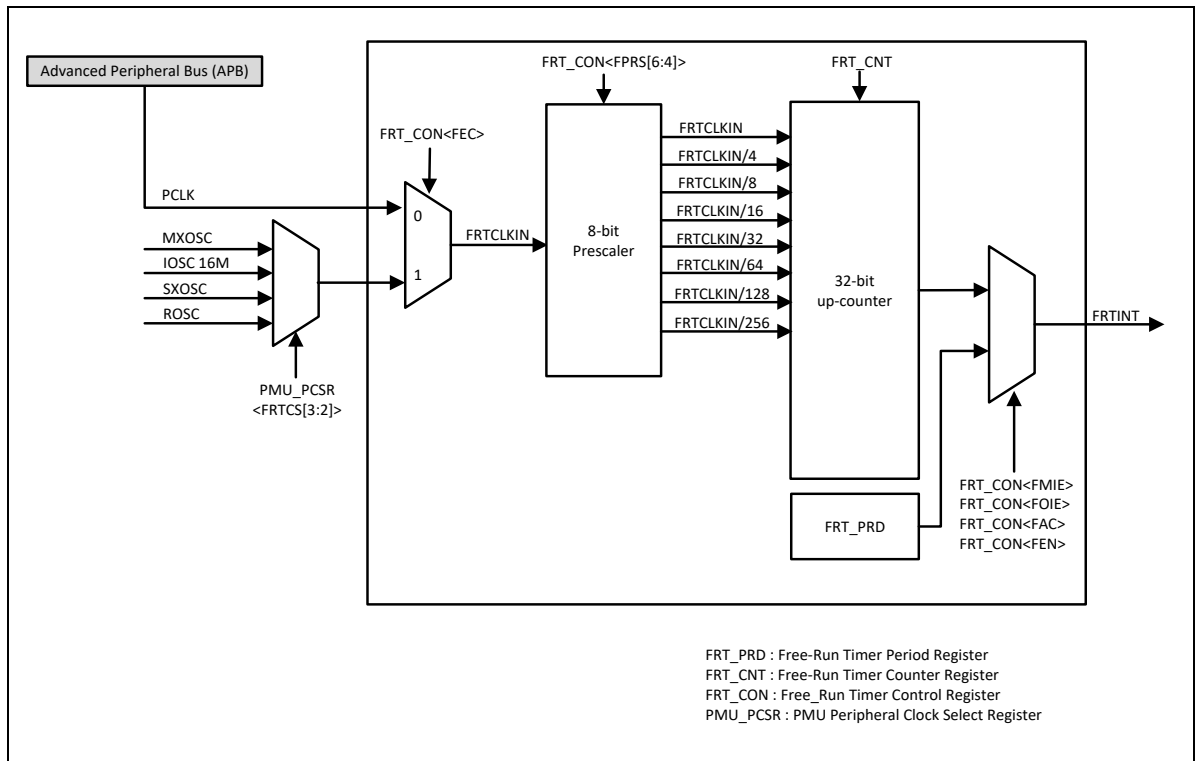 Advanced Peripheral Bus (APB)
FRT_CON<FPRS[6:4]>
FRT_CNT
FRT_CON<FEC>
PCLK
MXOSC
IOSC 16M
SXOSC
ROSC
PMU_PCSR
<FRTCS[3:2]>
0
1
FRTCLKIN
8-bit
Prescaler
FRTCLKIN
FRTCLKIN/4
FRTCLKIN/8
FRTCLKIN/16
FRTCLKIN/32
FRTCLKIN/64
FRTCLKIN/128
FRTCLKIN/256
32-bit
up-counter
FRT_PRD
FRTINT
FRT_CON<FMIE>
FRT_CON<FOIE>
FRT_CON<FAC>
FRT_CON<FEN>
FRT_PRD : Free-Run Timer Period Register
FRT_CNT : Free-Run Timer Counter Register
FRT_CON : Free_Run Timer Control Register
PMU_PCSR : PMU Peripheral Clock Select Register